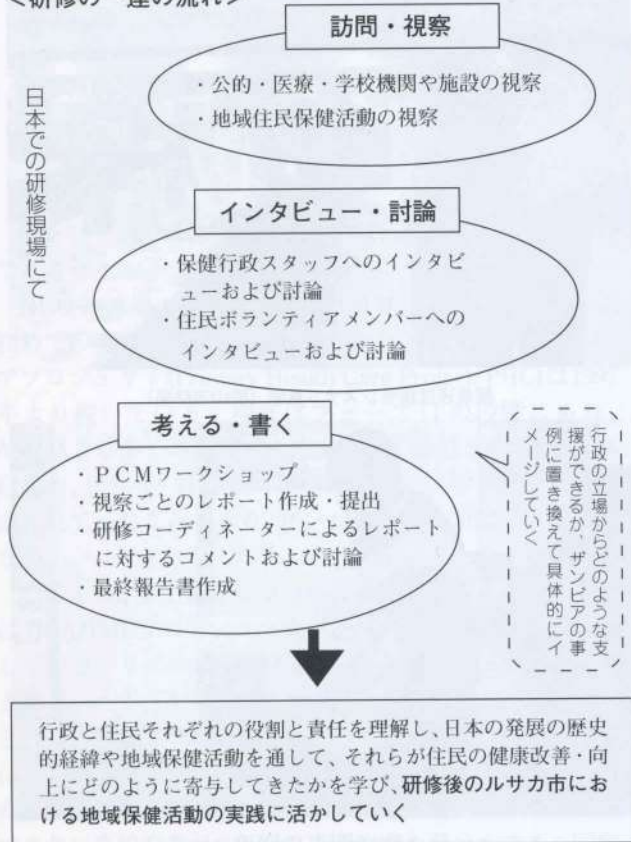 ＜研修の一連の流れ＞
訪問・視察
・公的・医療・学校機関や施設の視察
・地域住民保健活動の視察
日本での研修現場にて
インタビュー・討論
・保健行政スタッフへのインタビ
ューおよび討論
・住民ボランティアメンバーへの
インタビューおよび討論
考える・書く
・ＰＣＭワークショップ
・視察ごとのレポート作成・提出
・研修コーディネーターによるレポート
に対するコメントおよび討論
・最終報告書作成
行政の立場からどのような支
援ができるか、ザンビアの事
例に置き換えて具体的にイ
メージしていく
行政と住民それぞれの役割と責任を理解し、日本の発展の歴史
的経緯や地域保健活動を通して、それらが住民の健康改善・向
上にどのように寄与してきたかを学び、研修後のルサカ市にお
ける地域保健活動の実践に活かしていく